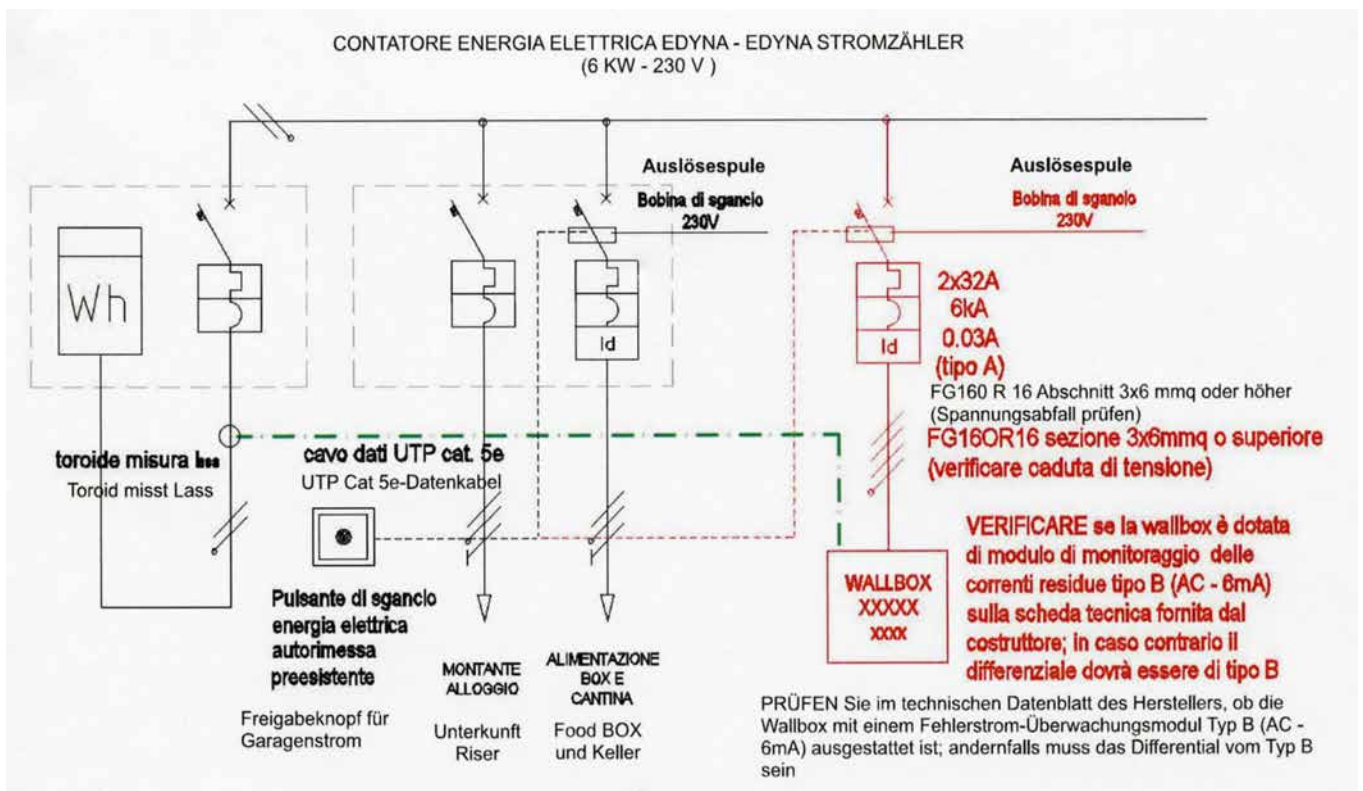 CONTATORE ENERGIA ELETTRICA EDYNA - EDYNA STROMZÄHLER
(6 KW - 230 V )
Auslösespule
Bobina di sgancio
230V
Auslösespule
Bobina di sgancio
230V
Wh
Id
Id
2x32A
6kA
0.03A
(tipo A)
FG160 R 16 Abschnitt 3x6 mmq oder höher
(Spannungsabfall prüfen)
FG16OR16 sezione 3x6mmq o superiore
(verificare caduta di tensione)
toroide misura
Toroid misst Lass
cavo dati UTP cat. 5e
UTP Cat 5e-Datenkabel
Pulsante di sgancio
energia elettrica
autorimessa
preesistente
Freigabeknopf für
Garagenstrom
MONTANTE
ALLOGGIO
Unterkunft
Riser
ALIMENTAZIONE
BOX E
CANTINA
Food BOX
und Keller
WALLBOX
XXXXX
xxxx
VERIFICARE se la wallbox è dotata
di modulo di monitoraggio delle
correnti residue tipo B (AC - 6mA)
sulla scheda tecnica fornita dal
costruttore; in caso contrario il
differenziale dovrà essere di tipo B
PRÜFEN Sie im technischen Datenblatt des Herstellers, ob die
Wallbox mit einem Fehlerstrom-Überwachungsmodul Typ B (AC -
6mA) ausgestattet ist; andernfalls muss das Differential vom Typ B
sein